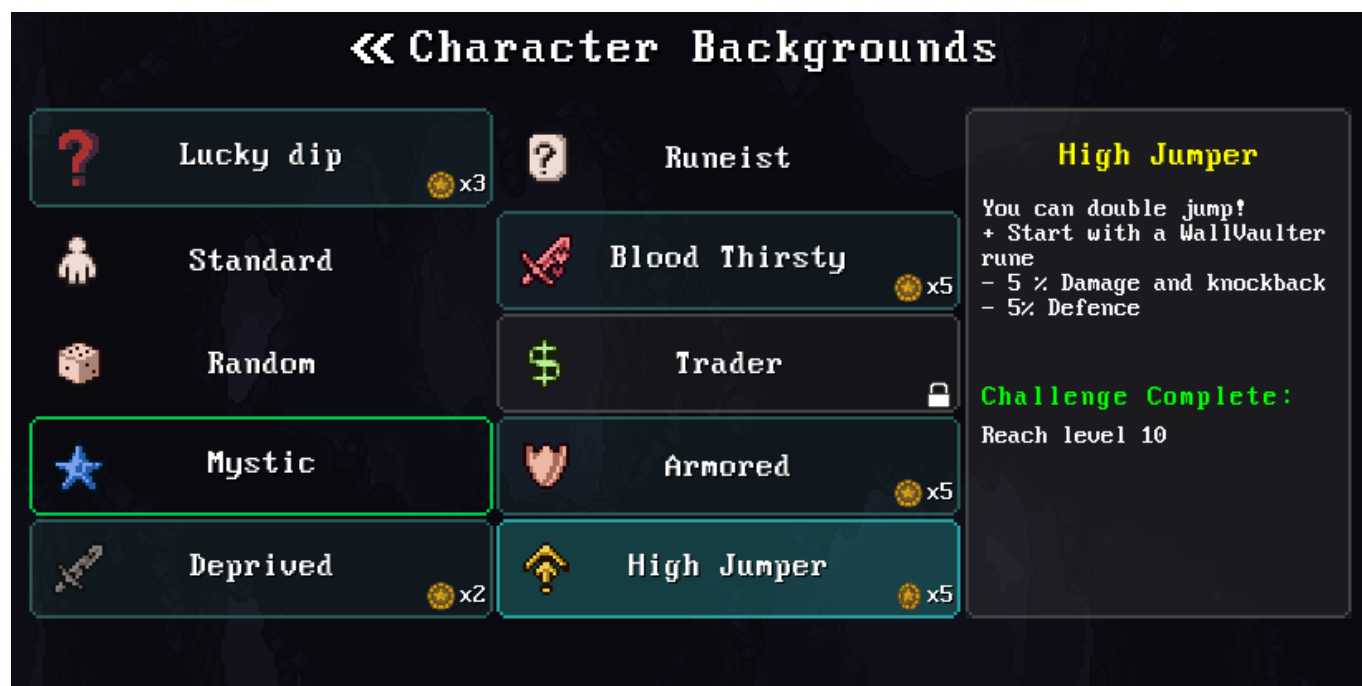 « Character Backgrounds
Lucky dip
x3
Standard
Random
Mystic
Deprived
x2
? Runeist
Blood Thirsty
x5
$ Trader
Armored
x5
High Jumper
x5
High Jumper
You can double jump!
+ Start with a WallVaulter
rune
- 5 % Damage and knockback
- 5% Defence
Challenge Complete:
Reach level 10